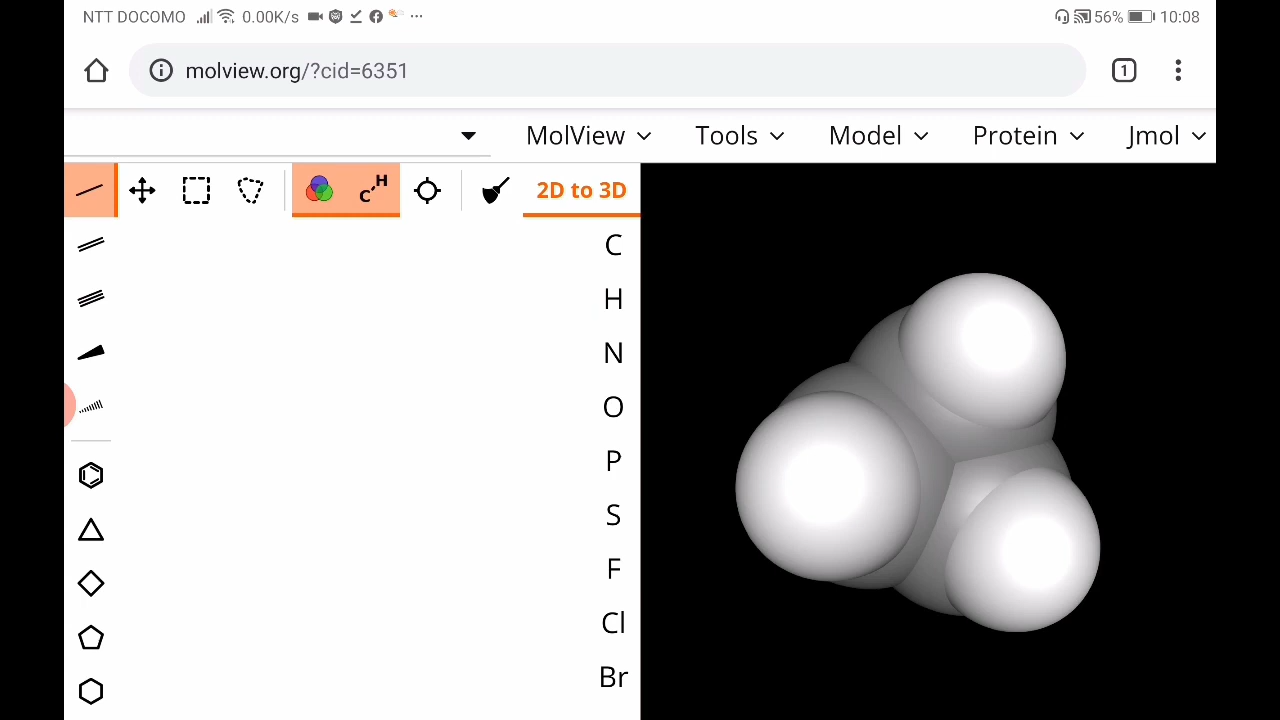 NTT DOCOMO 0.00K/s 56% 10:08
molview.org/?cid=6351 1
MolView Tools Model Protein Jmol
C H 2D to 3D
C
H
N
O
P
S
F
Cl
Br